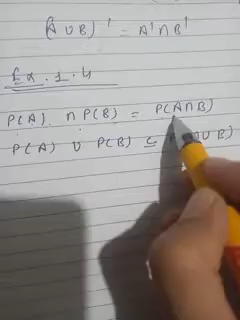 (A ∪ B)' = A' ∩ B'
Ex. 1.4
P(A) ∩ P(B) = P(A∩B)
P(A) ∪ P(B) ⊆ A∪B)